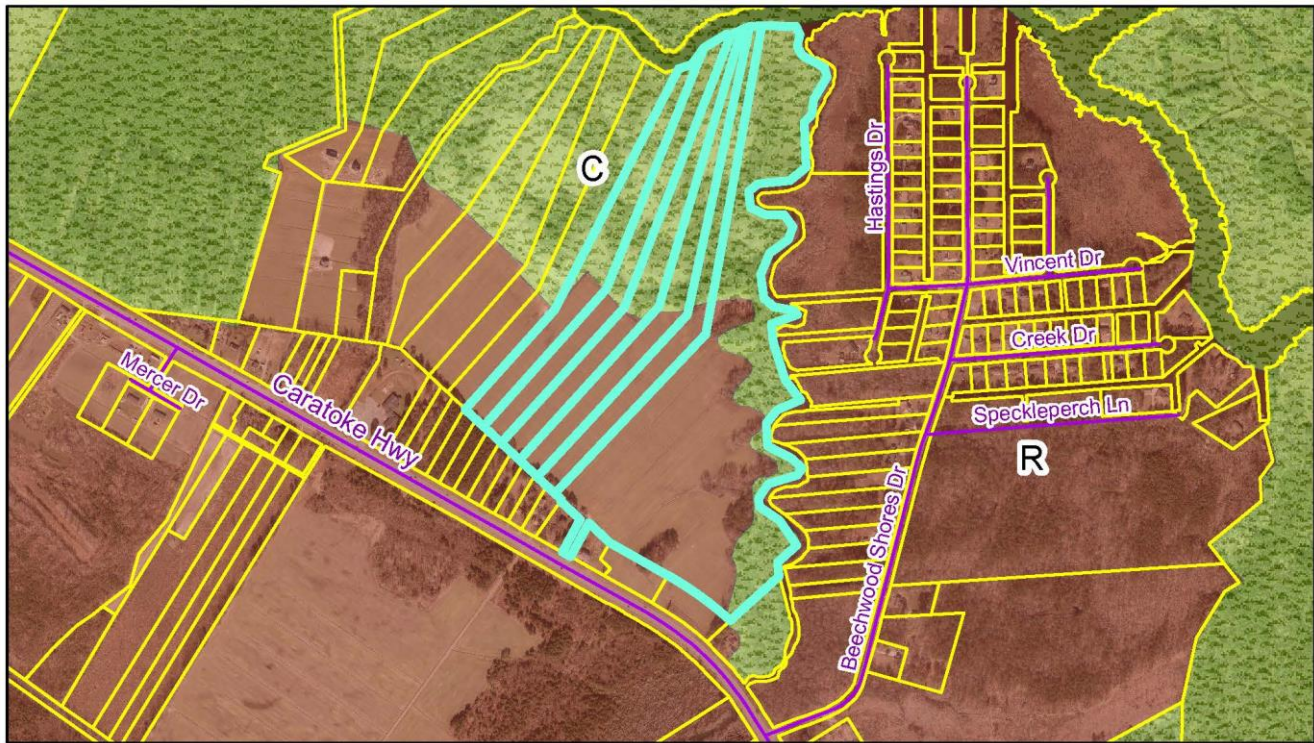 C
Hastings Dr
Vincent Dr
Creek Dr
Mercer Dr
Caratoke Hwy
Speckleperch Ln
R
Beechwood Shores Dr